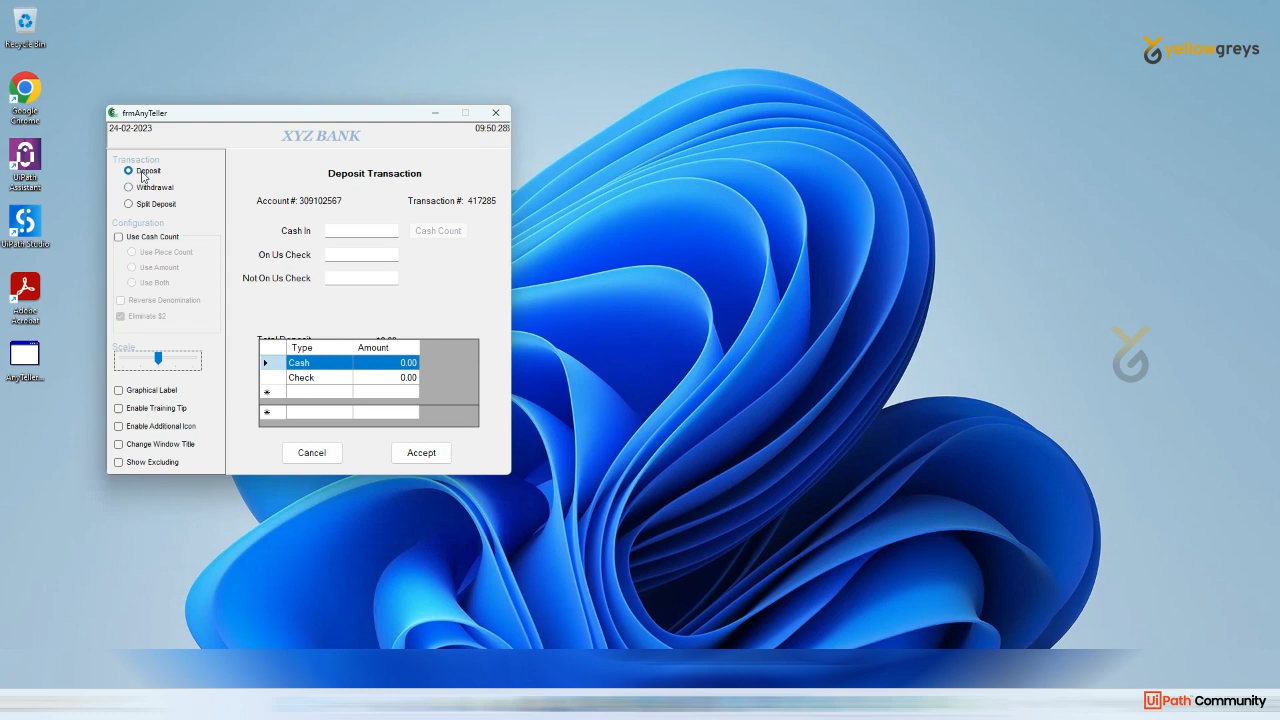 Recycle Bin
Google
Chrome
UiPath
Assistant
UiPath Studio
Adobe
Acrobat
AnyTeller...
yellowgreys
frmAnyTeller
24-02-2023
XYZ BANK
09:50:28
Transaction
Deposit
Withdrawal
Split Deposit
Configuration
Use Cash Count
Use Piece Count
Use Amount
Use Both
Reverse Denomination
Eliminate $2
Scale
Graphical Label
Enable Training Tip
Enable Additional Icon
Change Window Title
Show Excluding
Deposit Transaction
Account #: 309102567
Transaction #: 417285
Cash In
Cash Count
On Us Check
Not On Us Check
Total Deposit
Type Amount
Cash 0.00
Check 0.00
Cancel
Accept
UiPath Community